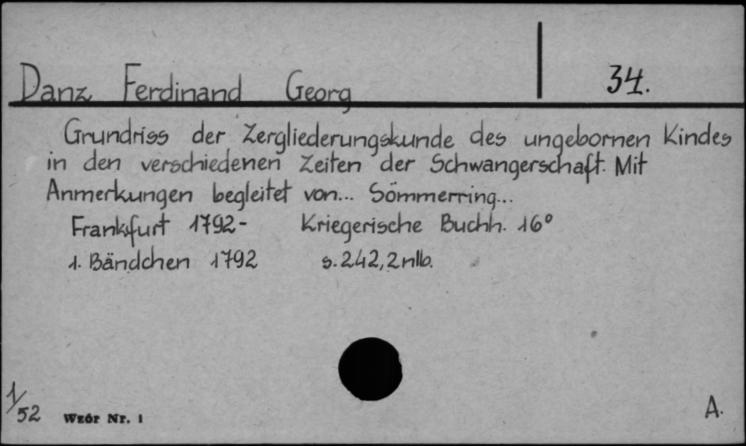 Danz Ferdinand Georg 34.
Grundriss der Zergliederungskunde des ungebornen Kindes
in den verschiedenen Zeiten der Schwangerschaft. Mit
Anmerkungen begleitet von... Sömmerring...
Frankfurt 1792- Kriegerische Buchh. 16°
1. Bändchen 1792 s. 242, 2 nlb.
1/52 Wzór Nr. 1 A.